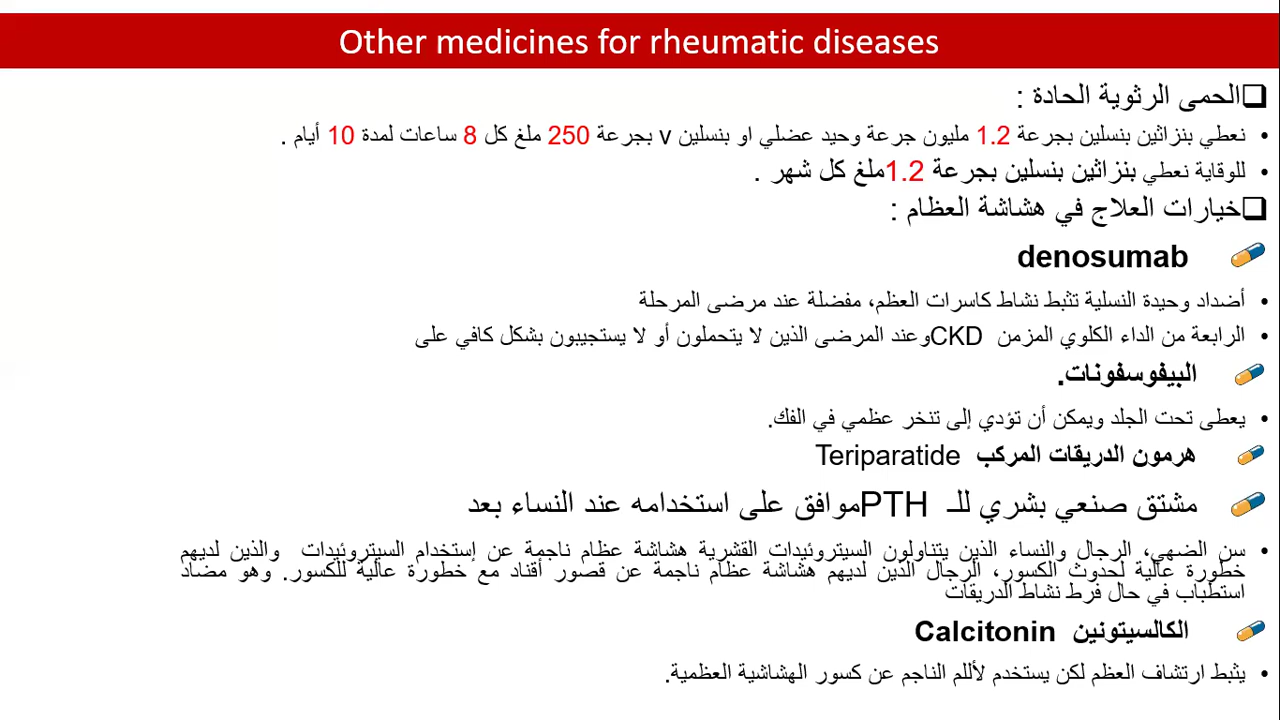 Other medicines for rheumatic diseases
❑الحمى الرثوية الحادة :
• نعطي بنزاثين بنسلين بجرعة 1.2 مليون جرعة وحيد عضلي او بنسلين v بجرعة 250 ملغ كل 8 ساعات لمدة 10 أيام .
• للوقاية نعطي بنزاثين بنسلين بجرعة 1.2ملغ كل شهر .
❑خيارات العلاج في هشاشة العظام :
denosumab
• أضداد وحيدة النسلية تثبط نشاط كاسرات العظم، مفضلة عند مرضى المرحلة
• الرابعة من الداء الكلوي المزمن CKDوعند المرضى الذين لا يتحملون أو لا يستجيبون بشكل كافي على
البيفوسفونات.
• يعطى تحت الجلد ويمكن أن تؤدي إلى تنخر عظمي في الفك.
هرمون الدريقات المركب Teriparatide
مشتق صنعي بشري للـ PTHموافق على استخدامه عند النساء بعد
• سن الضهي، الرجال والنساء الذين يتناولون السيتروئيدات القشرية هشاشة عظام ناجمة عن إستخدام السيتروئيدات والذين لديهم
خطورة عالية لحدوث الكسور، الرجال الذين لديهم هشاشة عظام ناجمة عن قصور أقناد مع خطورة عالية للكسور. وهو مضاد
استطباب في حال فرط نشاط الدريقات
الكالسيتونين Calcitonin
• يثبط ارتشاف العظم لكن يستخدم لأللم الناجم عن كسور الهشاشية العظمية.